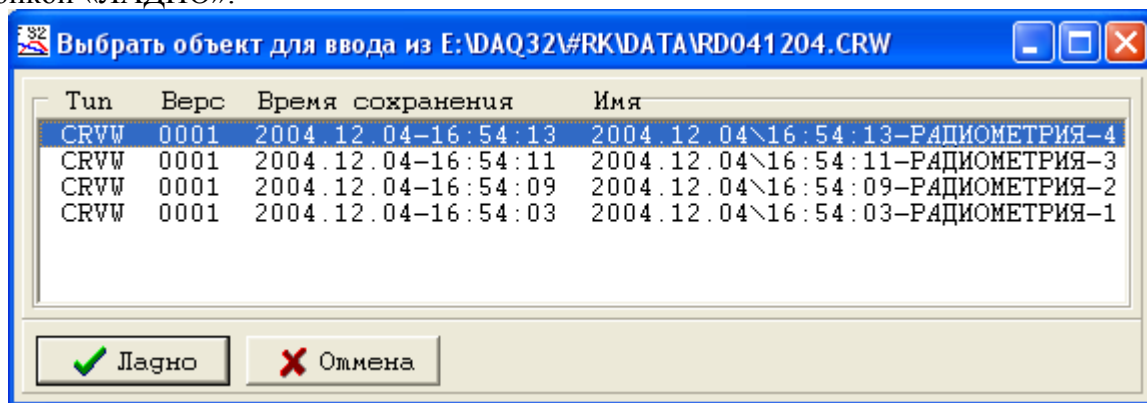 «ЛАДНО».
32
Выбрать объект для ввода из E:\DAQ32\#RK\DATA\RD041204.CRW
Тип Верс Время сохранения Имя
CRVW 0001 2004.12.04-16:54:13 2004.12.04\16:54:13-РАДИОМЕТРИЯ-4
CRVW 0001 2004.12.04-16:54:11 2004.12.04\16:54:11-РАДИОМЕТРИЯ-3
CRVW 0001 2004.12.04-16:54:09 2004.12.04\16:54:09-РАДИОМЕТРИЯ-2
CRVW 0001 2004.12.04-16:54:03 2004.12.04\16:54:03-РАДИОМЕТРИЯ-1
Ладно Отмена